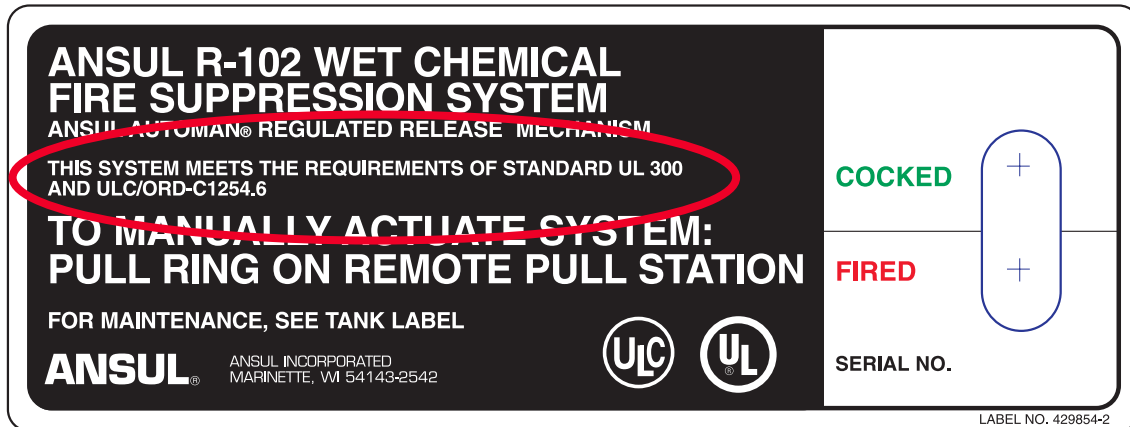 ANSUL R-102 WET CHEMICAL
FIRE SUPPRESSION SYSTEM
ANSUL AUTOMAN® REGULATED RELEASE MECHANISM
THIS SYSTEM MEETS THE REQUIREMENTS OF STANDARD UL 300
AND ULC/ORD-C1254.6
TO MANUALLY ACTUATE SYSTEM:
PULL RING ON REMOTE PULL STATION
FOR MAINTENANCE, SEE TANK LABEL
ANSUL®
ANSUL INCORPORATED
MARINETTE, WI 54143-2542
ULC
UL®
COCKED
FIRED
SERIAL NO.
LABEL NO. 429854-2